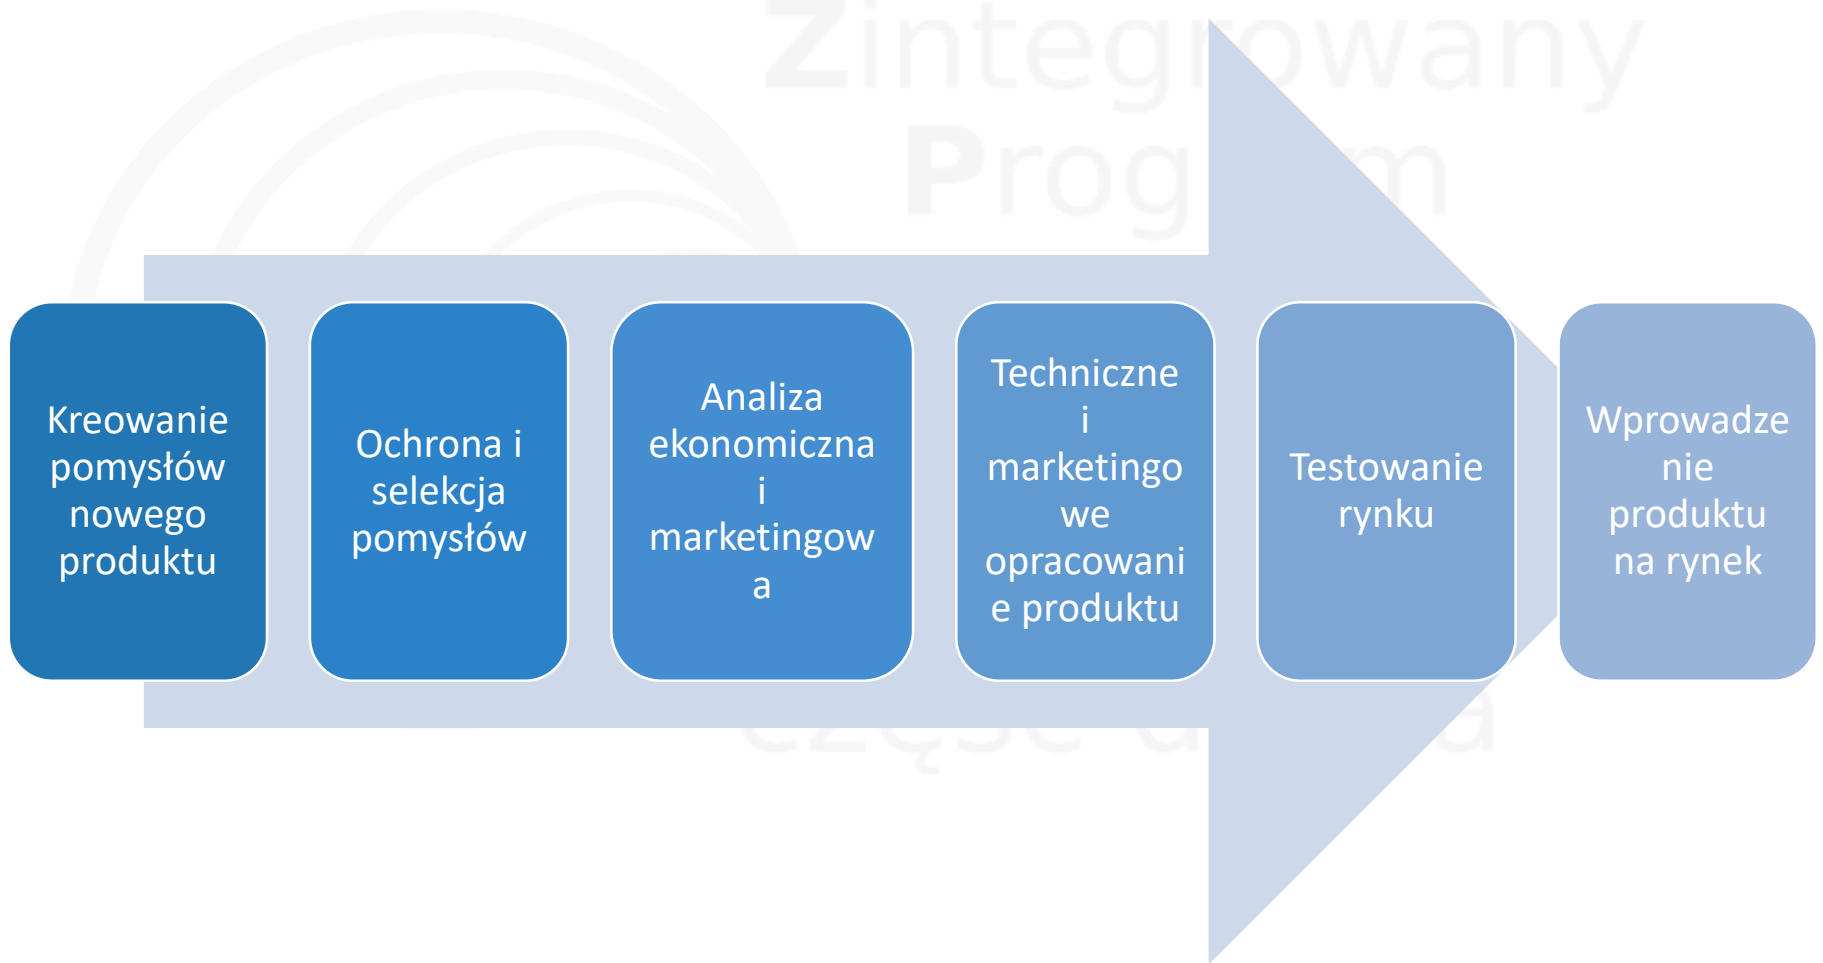 Zintegrowany
Kreowanie
pomysłów
nowego
produktu
Ochrona i
selekcja
pomysłów
Analiza
ekonomiczna
i
marketingow
a
Techniczne
i
marketingo
we
opracowani
e produktu
Testowanie
rynku
Wprowadze
nie
produktu
na rynek